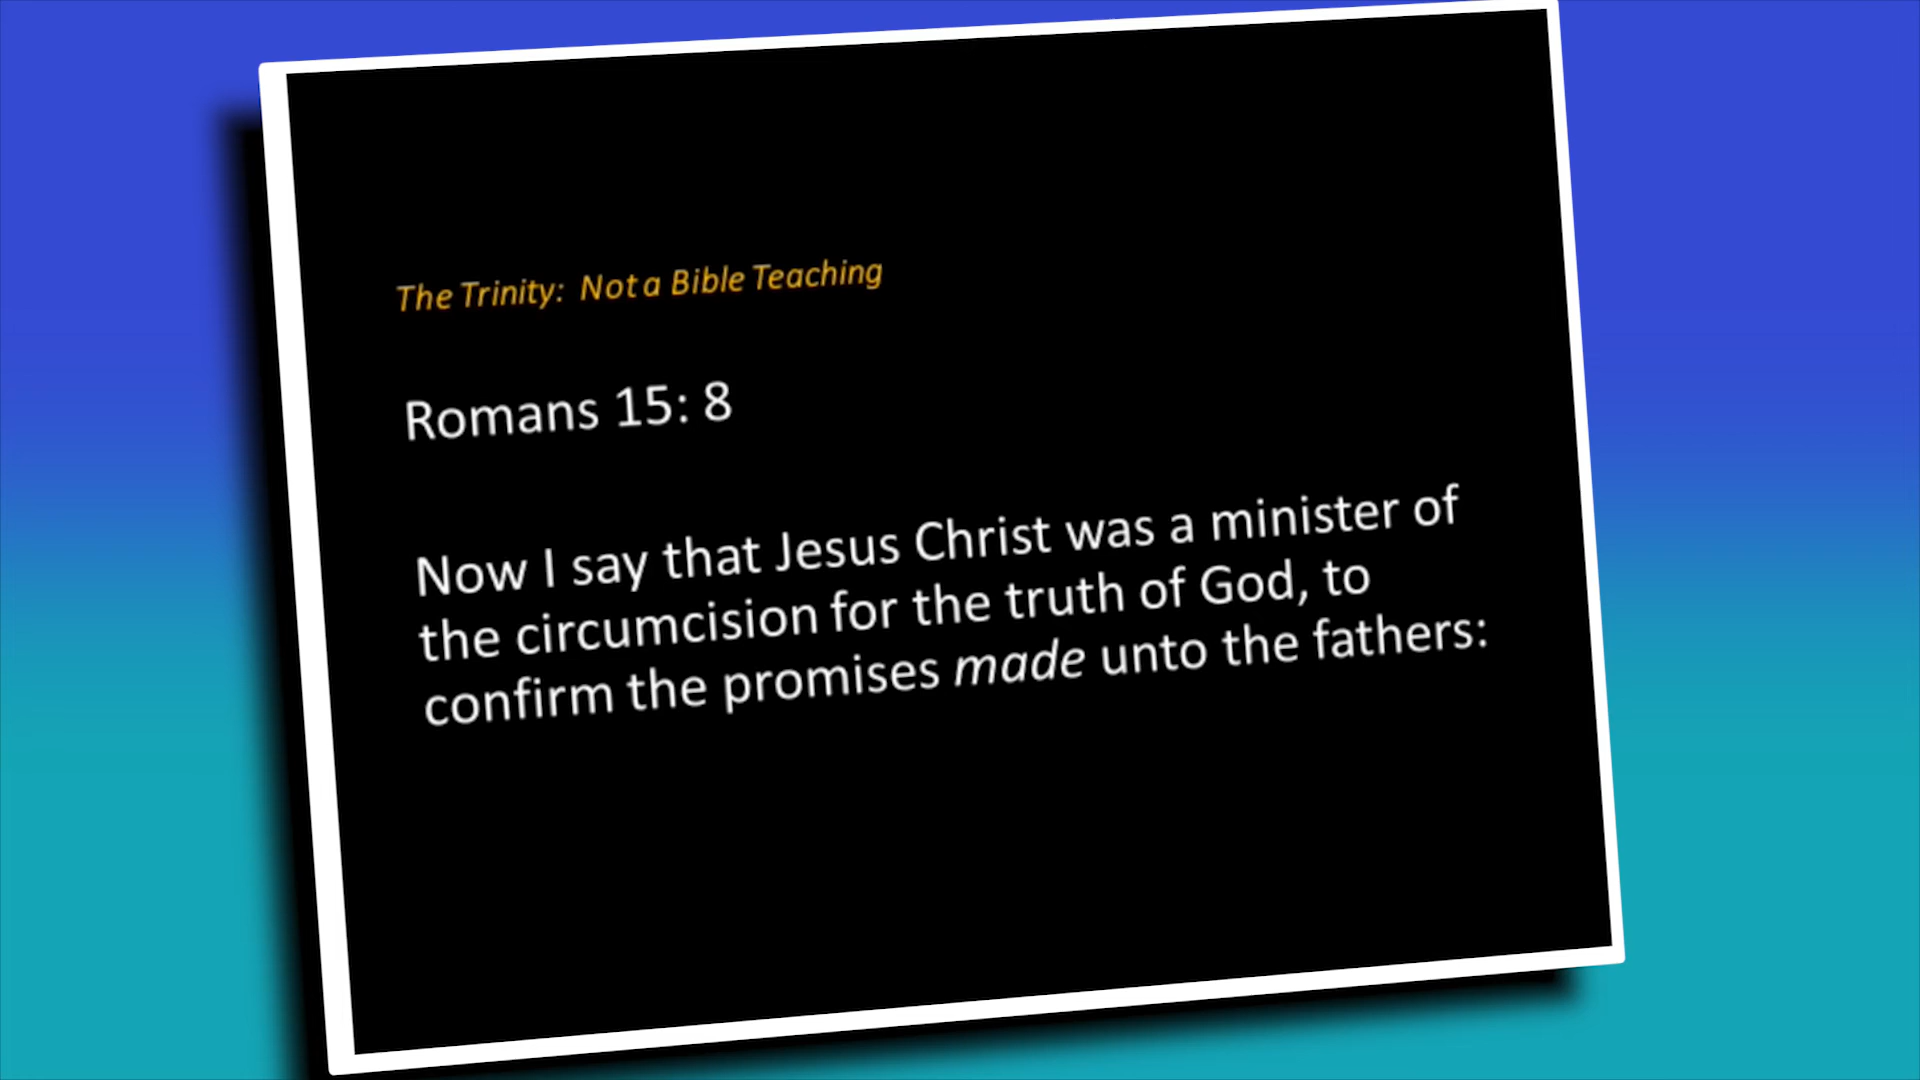 The Trinity: Not a Bible Teaching
Romans 15: 8
Now I say that Jesus Christ was a minister of
the circumcision for the truth of God, to
confirm the promises made unto the fathers: